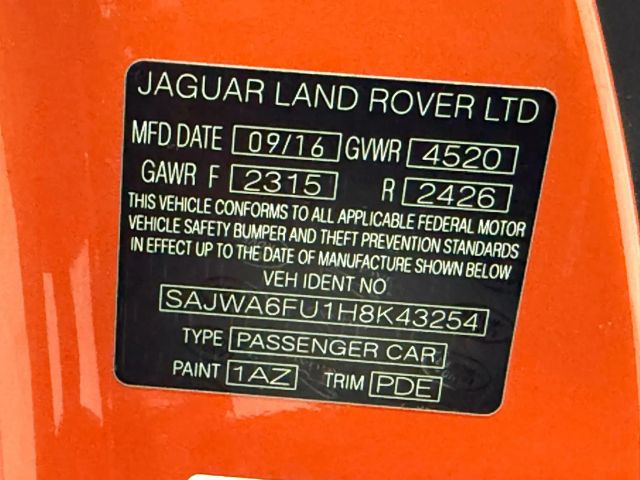 JAGUAR LAND ROVER LTD
MFD DATE 09/16 GVWR 4520
GAWR F 2315 R 2426
THIS VEHICLE CONFORMS TO ALL APPLICABLE FEDERAL MOTOR
VEHICLE SAFETY BUMPER AND THEFT PREVENTION STANDARDS
IN EFFECT UP TO THE DATE OF MANUFACTURE SHOWN BELOW
VEH IDENT NO
SAJWA6FU1H8K43254
TYPE PASSENGER CAR
PAINT 1AZ TRIM PDE